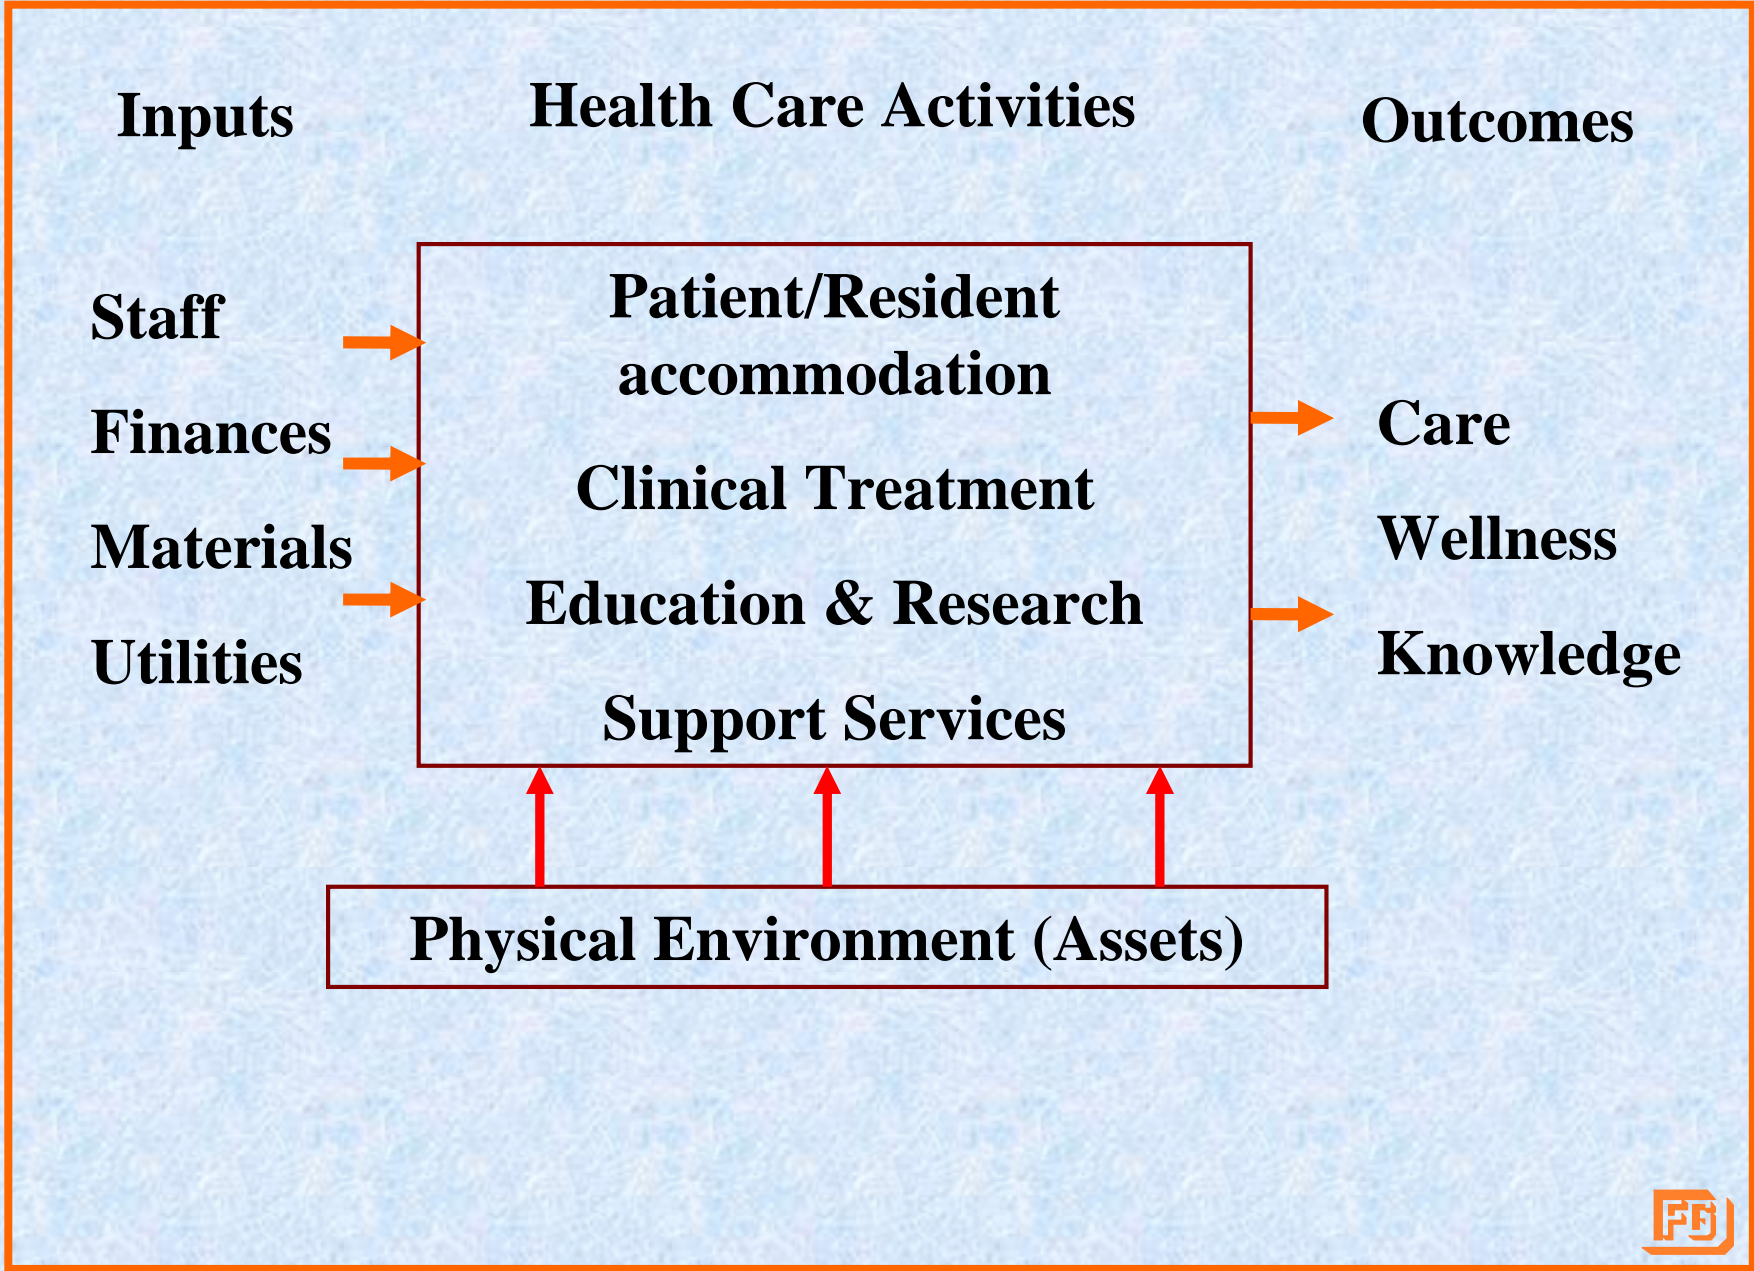 Inputs
Health Care Activities
Outcomes
Staff
Finances
Materials
Utilities
Patient/Resident
accommodation
Clinical Treatment
Education & Research
Support Services
Care
Wellness
Knowledge
Physical Environment (Assets)